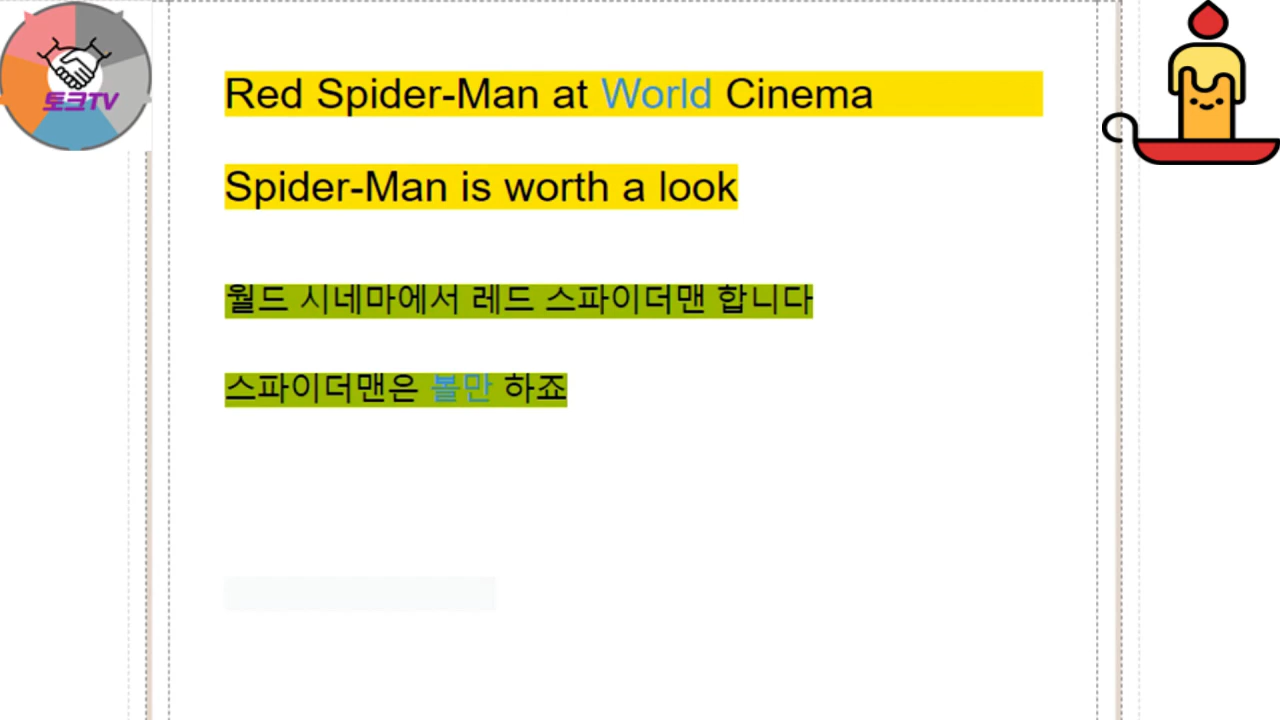 토크TV
Red Spider-Man at World Cinema
Spider-Man is worth a look
월드 시네마에서 레드 스파이더맨 합니다
스파이더맨은 볼만 하죠